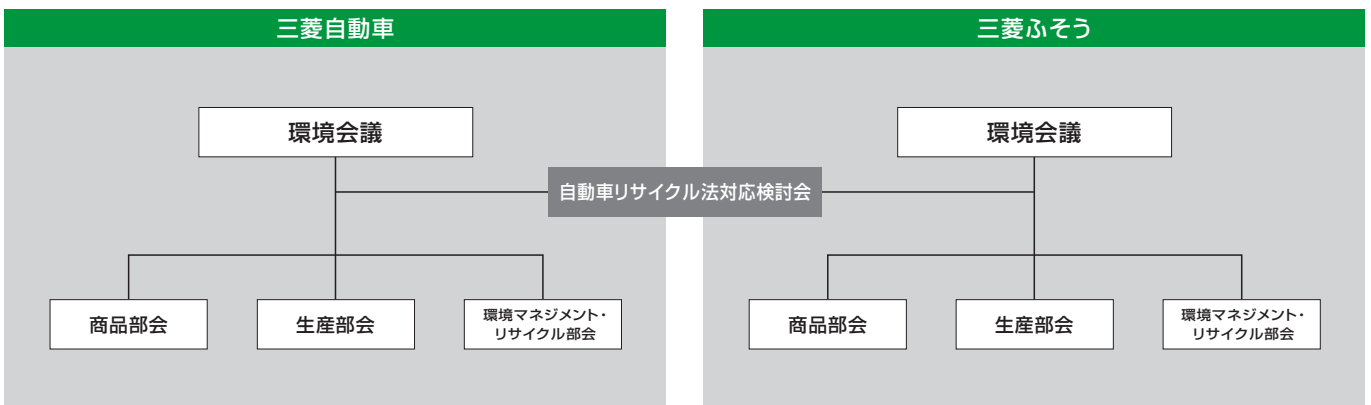 三菱自動車
環境会議
商品部会
生産部会
環境マネジメント・
リサイクル部会
自動車リサイクル法対応検討会
三菱ふそう
環境会議
商品部会
生産部会
環境マネジメント・
リサイクル部会